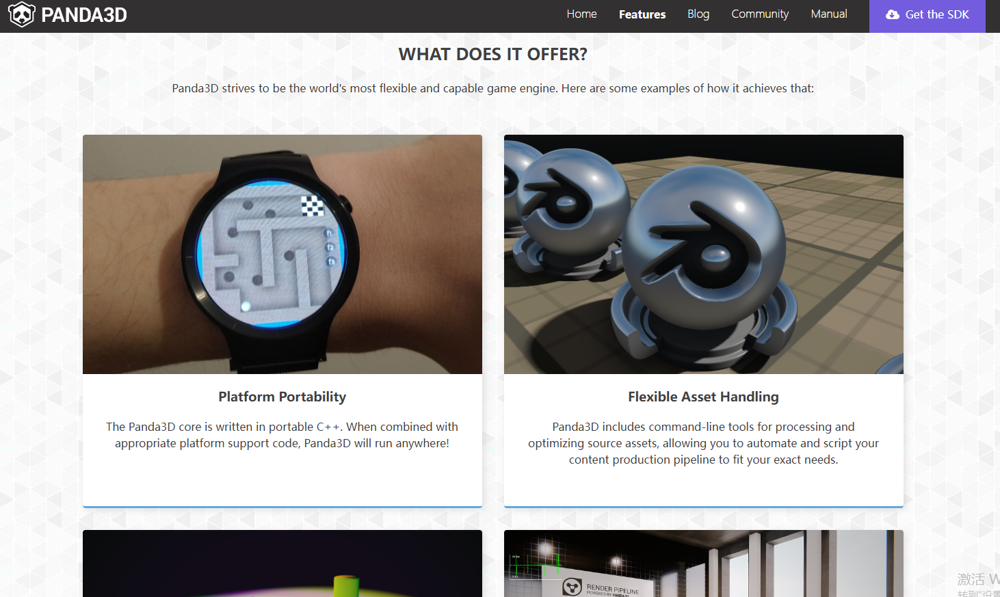 PANDA3D
Home
Features
Blog
Community
Manual
Get the SDK
WHAT DOES IT OFFER?
Panda3D strives to be the world's most flexible and capable game engine. Here are some examples of how it achieves that:
f1
f2
f3
Platform Portability
The Panda3D core is written in portable C++. When combined with
appropriate platform support code, Panda3D will run anywhere!
Flexible Asset Handling
Panda3D includes command-line tools for processing and
optimizing source assets, allowing you to automate and script your
content production pipeline to fit your exact needs.
RENDER PIPELINE
POWERED BY PANDA3D
激活 W
转到"设置